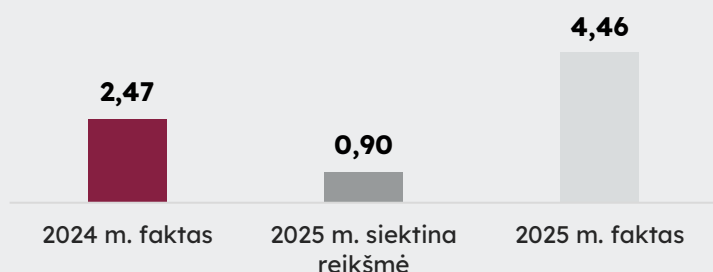 4,46
2,47
0,90
2024 m. faktas
2025 m. siektina
reikšmė
2025 m. faktas